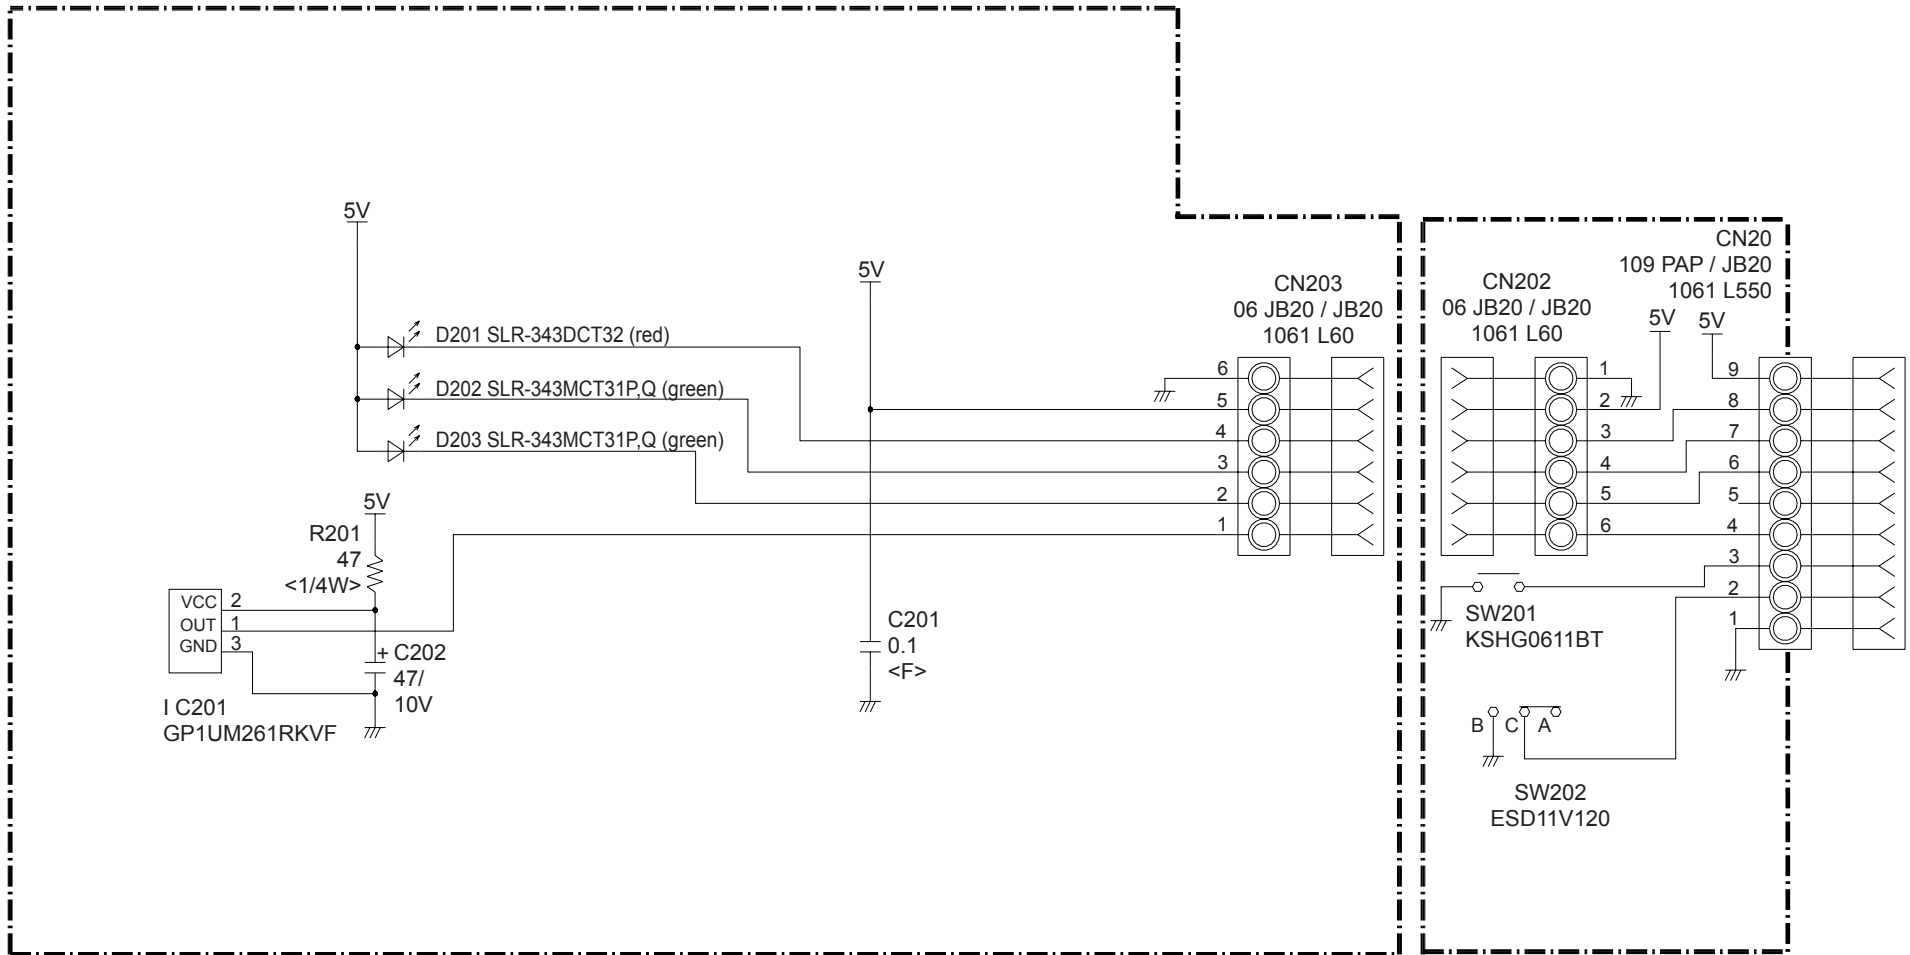 5V
D201 SLR-343DCT32 (red)
D202 SLR-343MCT31P,Q (green)
D203 SLR-343MCT31P,Q (green)
5V
R201
47
<1/4W>
VCC 2
OUT 1
GND 3
+ C202
47/
10V
I C201
GP1UM261RKVF
5V
C201
0.1
<F>
CN203
06 JB20 / JB20
1061 L60
6
5
4
3
2
1
CN202
06 JB20 / JB20
1061 L60
5V
1
2
3
4
5
6
CN20
109 PAP / JB20
1061 L550
5V
9
8
7
6
5
4
3
2
1
SW201
KSHG0611BT
B C A
SW202
ESD11V120